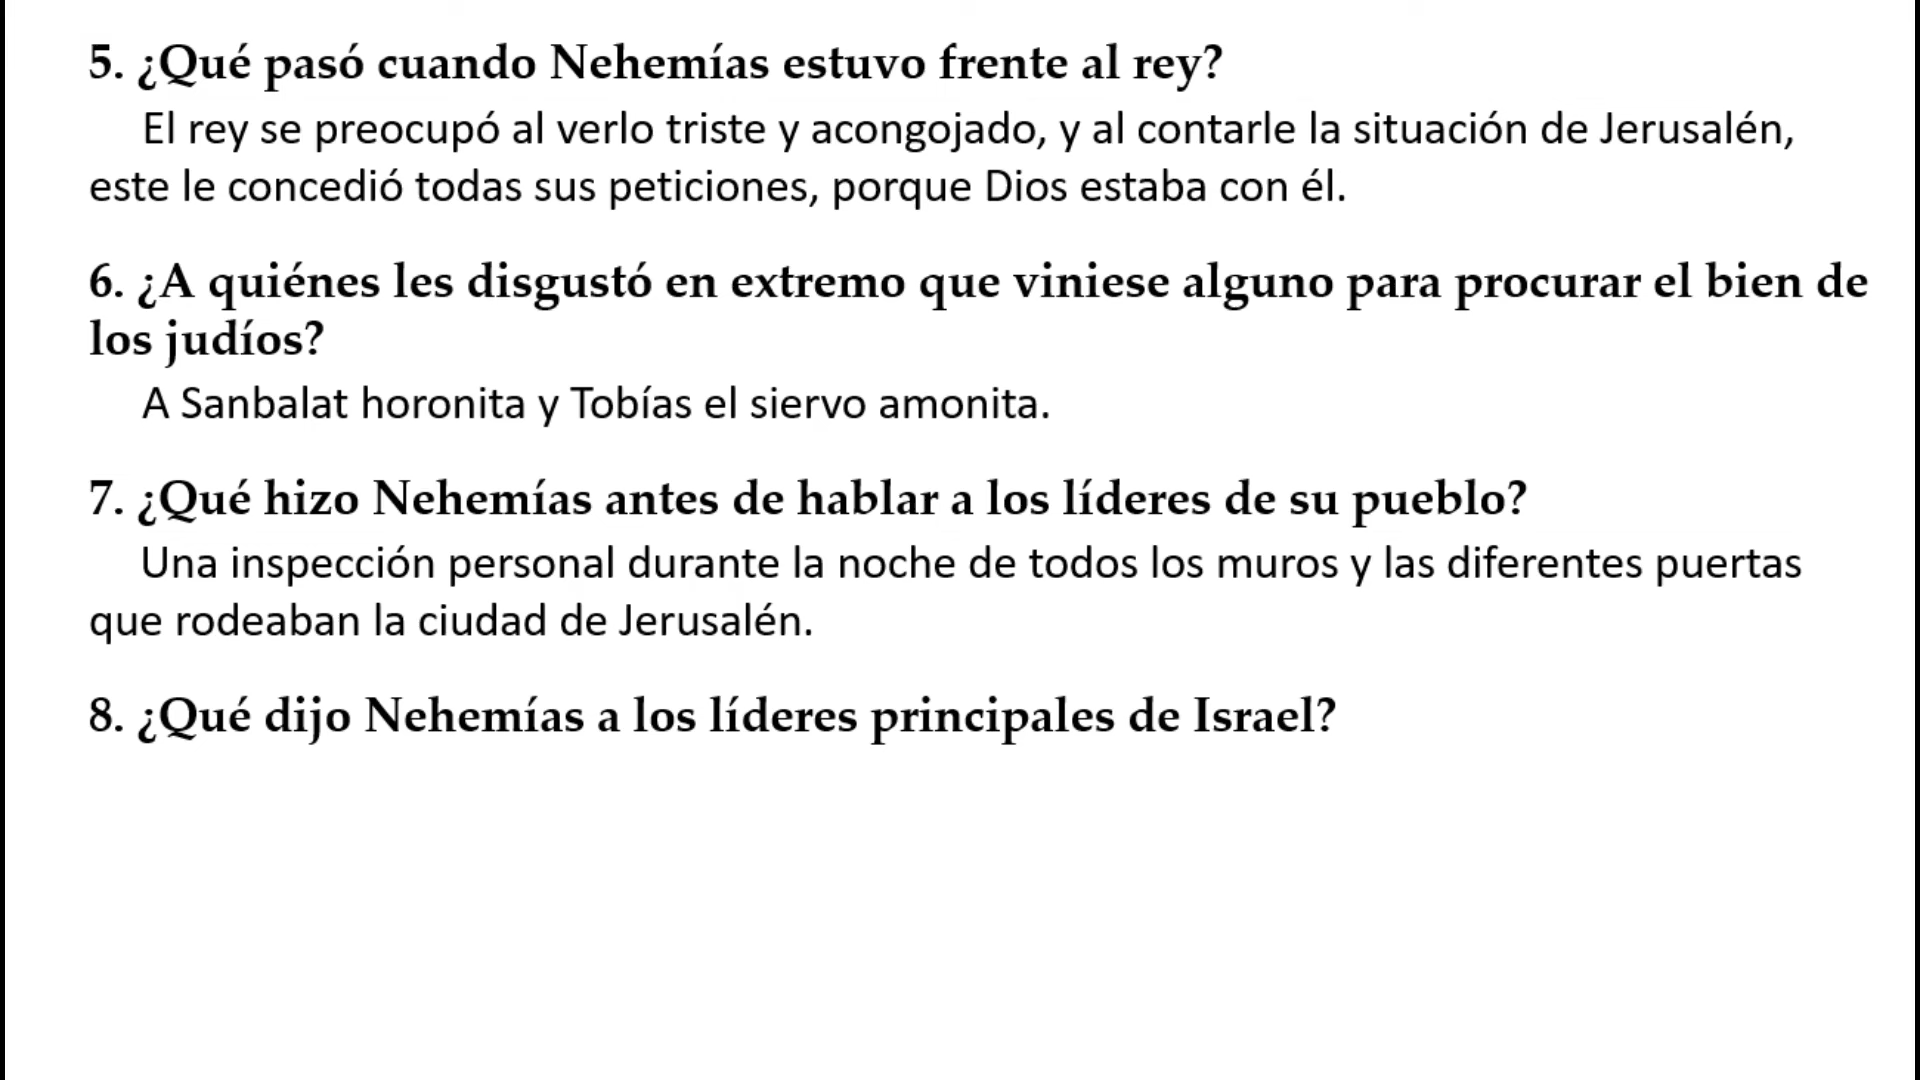 5. ¿Qué pasó cuando Nehemías estuvo frente al rey?
El rey se preocupó al verlo triste y acongojado, y al contarle la situación de Jerusalén,
este le concedió todas sus peticiones, porque Dios estaba con él.
6. ¿A quiénes les disgustó en extremo que viniese alguno para procurar el bien de
los judíos?
A Sanbalat horonita y Tobías el siervo amonita.
7. ¿Qué hizo Nehemías antes de hablar a los líderes de su pueblo?
Una inspección personal durante la noche de todos los muros y las diferentes puertas
que rodeaban la ciudad de Jerusalén.
8. ¿Qué dijo Nehemías a los líderes principales de Israel?